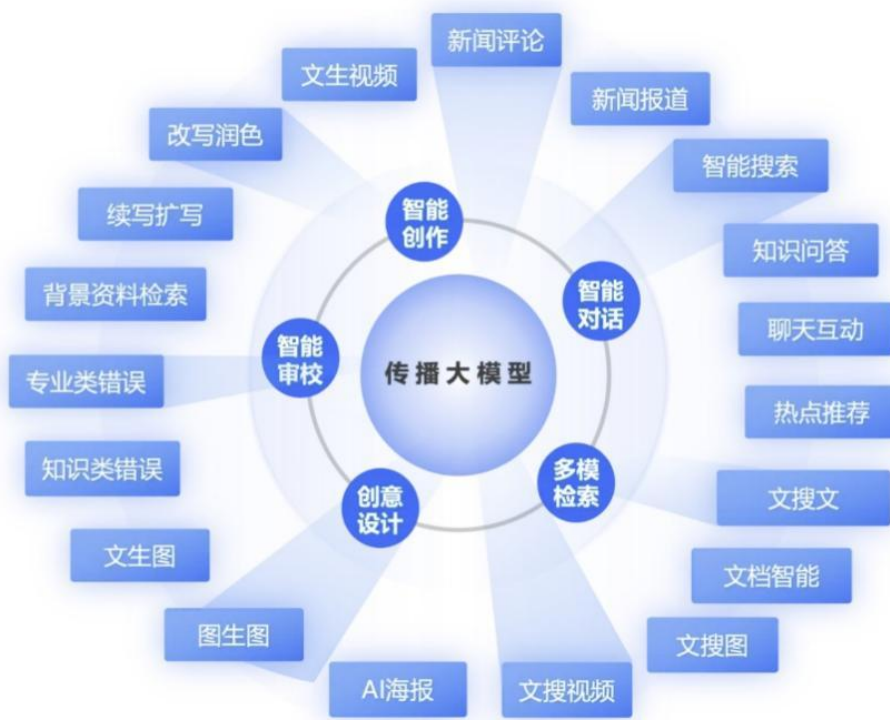 新闻评论
文生视频
新闻报道
改写润色
智能搜索
续写扩写
智能
创作
知识问答
背景资料检索
智能
对话
聊天互动
智能
审校
传播大模型
专业类错误
热点推荐
知识类错误
多模
检索
创意
设计
文搜文
文生图
文档智能
图生图
文搜图
AI海报
文搜视频